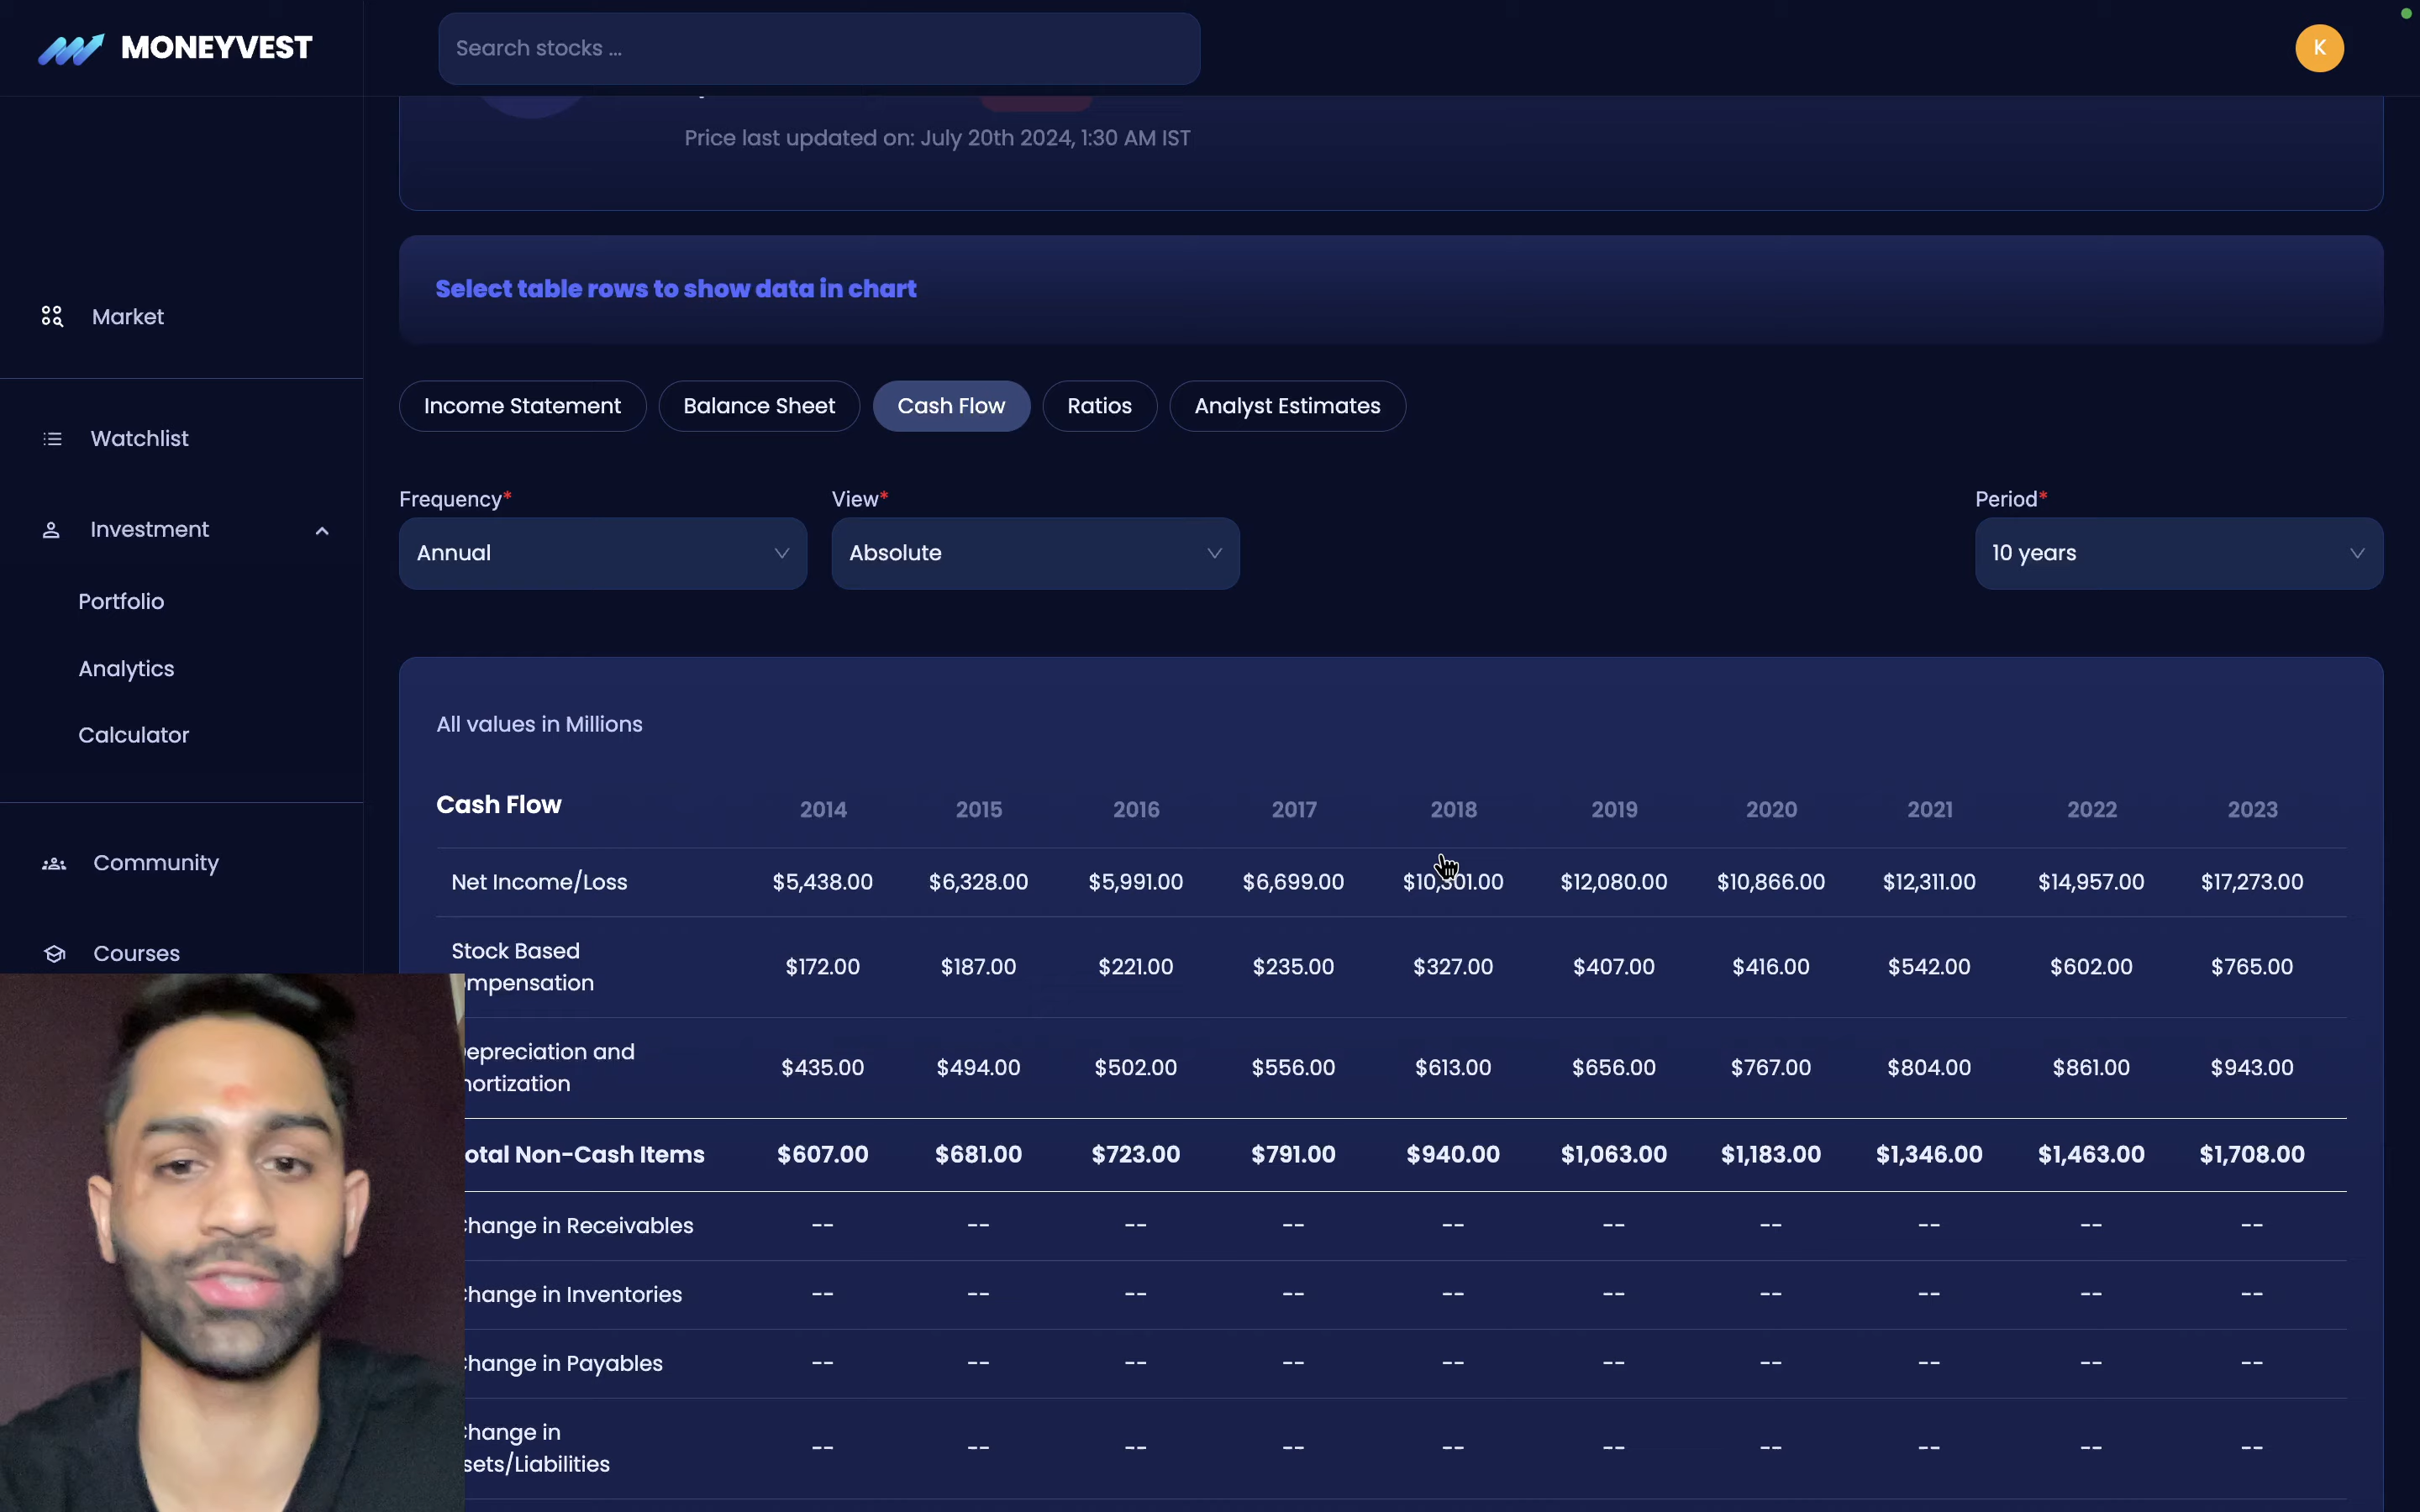 MONEYVEST
Search stocks ...
K
Price last updated on: July 20th 2024, 1:30 AM IST
Select table rows to show data in chart
Market
Income Statement Balance Sheet Cash Flow Ratios Analyst Estimates
Watchlist
Frequency* View* Period*
Investment
Annual Absolute 10 years
Portfolio
Analytics
Calculator
All values in Millions
Cash Flow 2014 2015 2016 2017 2018 2019 2020 2021 2022 2023
Community
Net Income/Loss $5,438.00 $6,328.00 $5,991.00 $6,699.00 $10,301.00 $12,080.00 $10,866.00 $12,311.00 $14,957.00 $17,273.00
Courses
Stock Based
mpensation $172.00 $187.00 $221.00 $235.00 $327.00 $407.00 $416.00 $542.00 $602.00 $765.00
epreciation and
ortization $435.00 $494.00 $502.00 $556.00 $613.00 $656.00 $767.00 $804.00 $861.00 $943.00
otal Non-Cash Items $607.00 $681.00 $723.00 $791.00 $940.00 $1,063.00 $1,183.00 $1,346.00 $1,463.00 $1,708.00
hange in Receivables -- -- -- -- -- -- -- -- -- --
hange in Inventories -- -- -- -- -- -- -- -- -- --
hange in Payables -- -- -- -- -- -- -- -- -- --
hange in
sets/Liabilities -- -- -- -- -- -- -- -- -- --